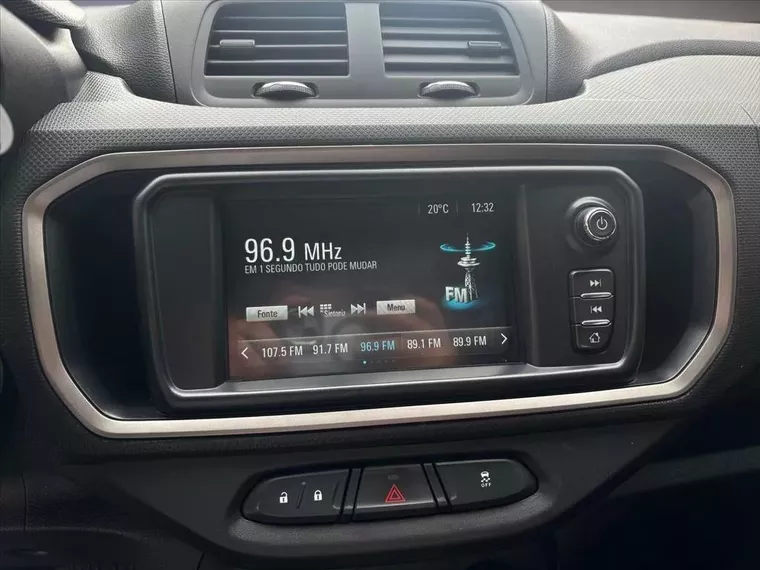 20°C 12:32
96.9 MHz
EM 1 SEGUNDO TUDO PODE MUDAR
FM
Fonte Sintonia Menu
107.5 FM 91.7 FM 96.9 FM 89.1 FM 89.9 FM
OFF